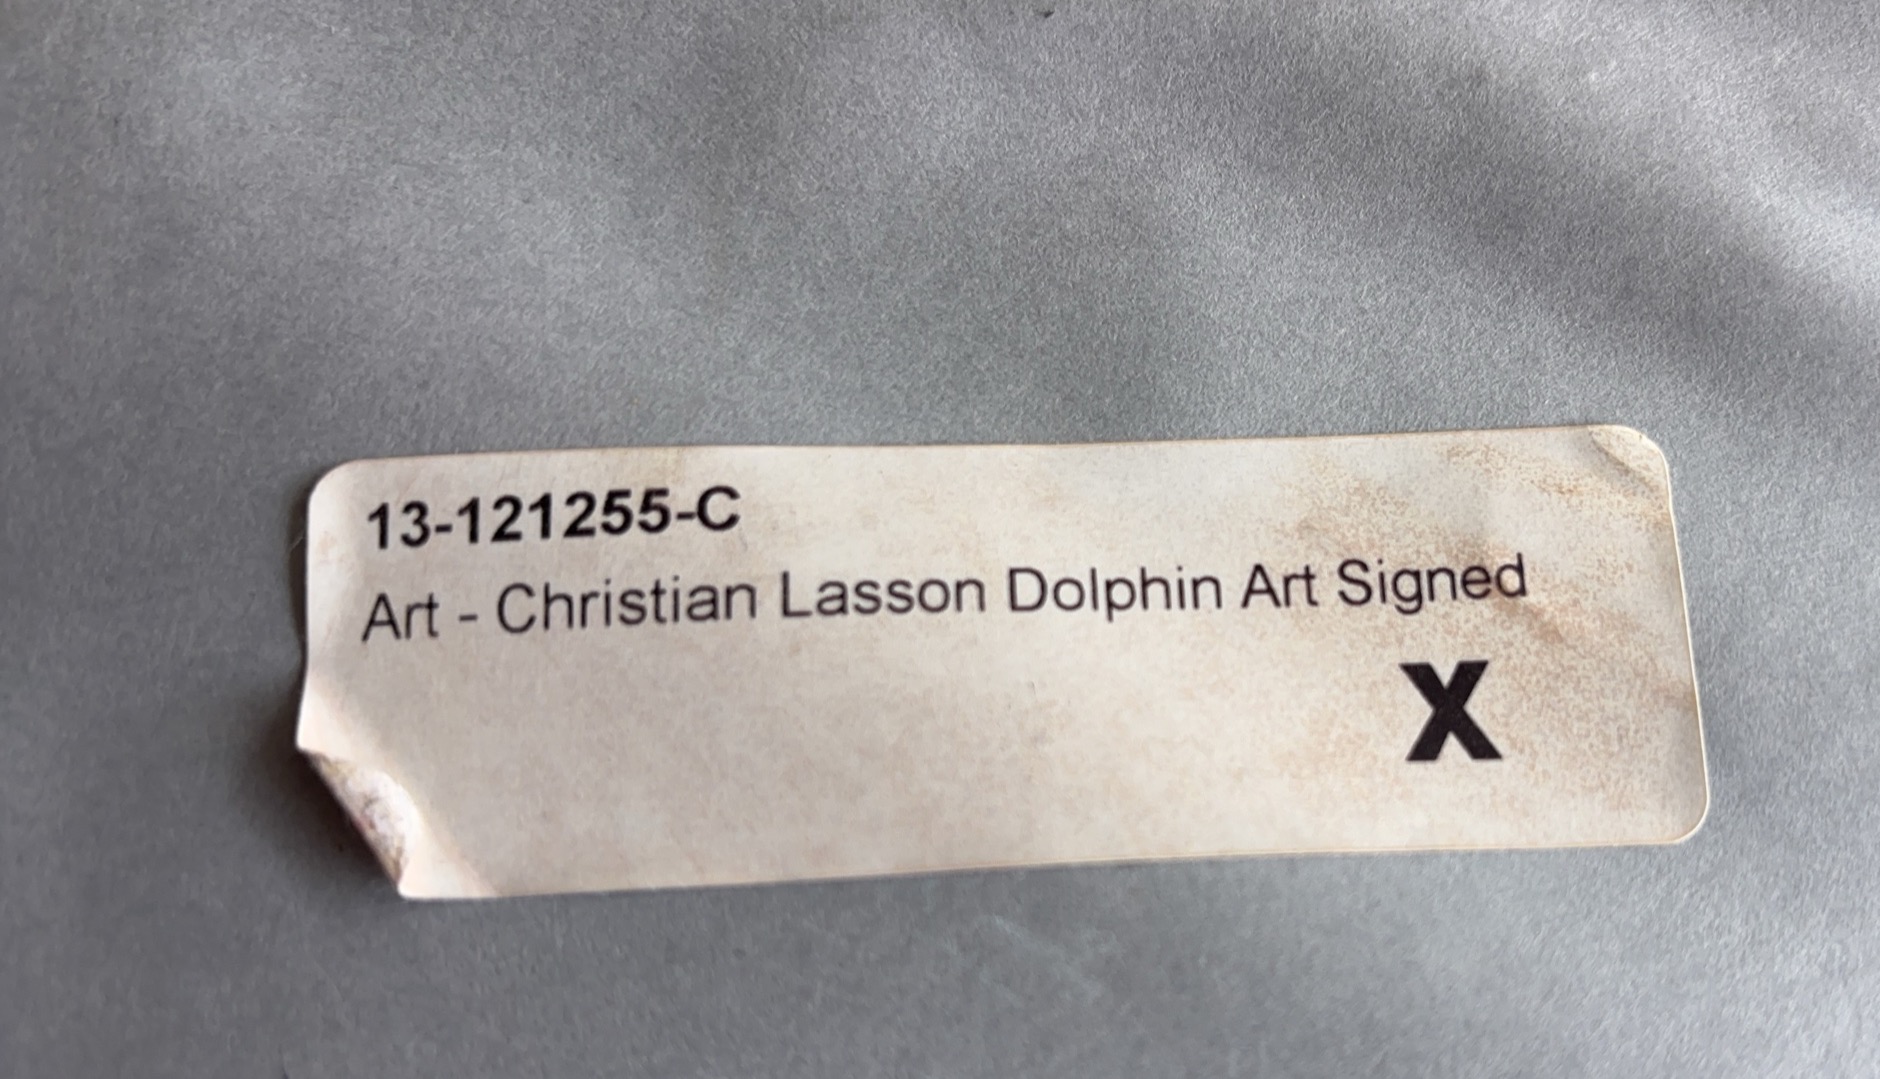 13-121255-C
Art - Christian Lasson Dolphin Art Signed
X